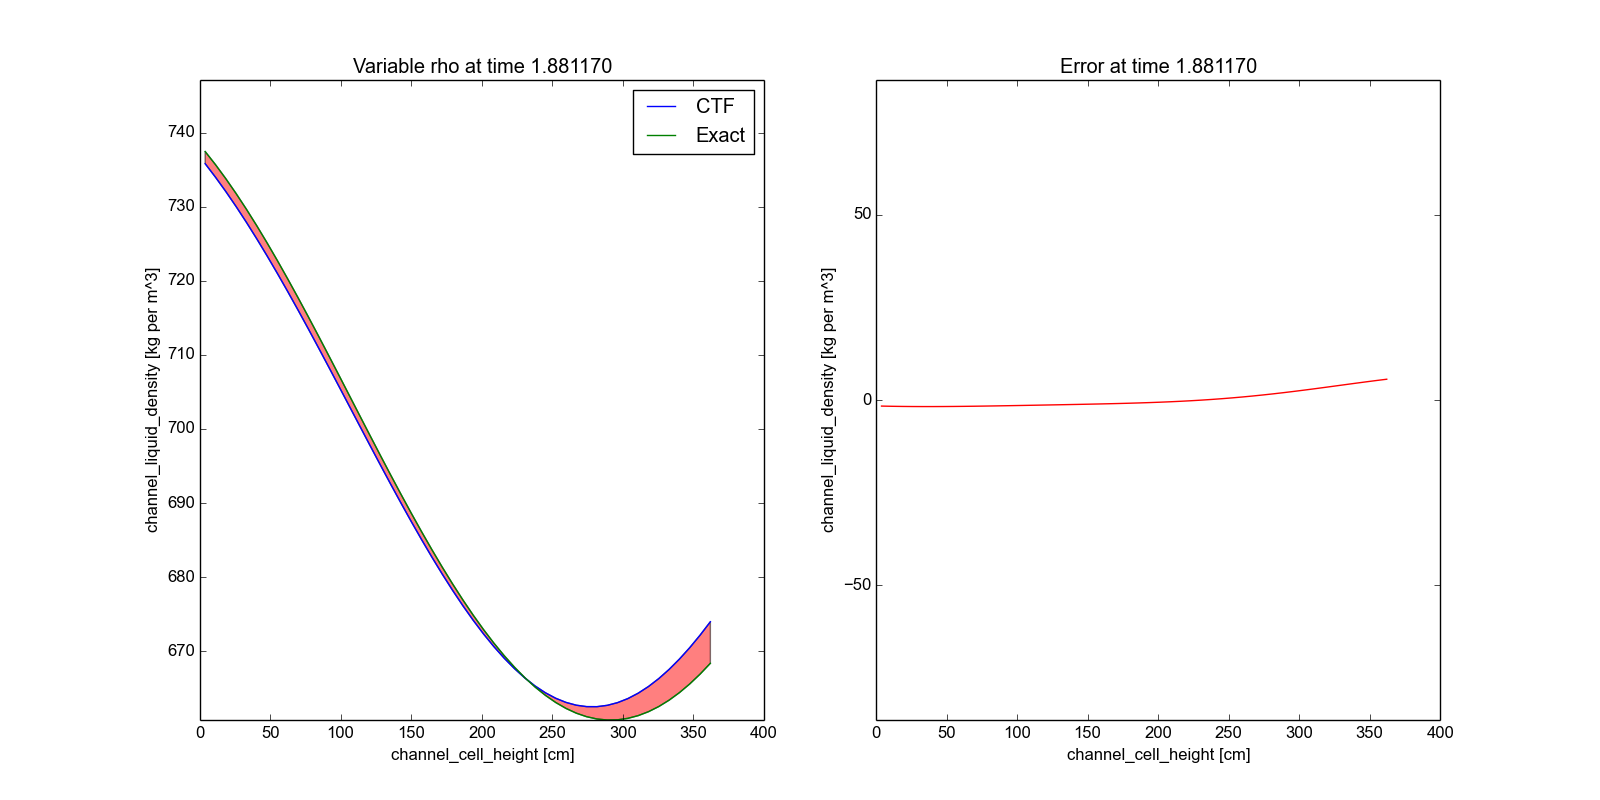 Variable rho at time 1.881170
CTF
Exact
740
730
720
710
700
690
680
670
channel_liquid_density [kg per m^3]
0 50 100 150 200 250 300 350 400
channel_cell_height [cm]
Error at time 1.881170
50
0
−50
channel_liquid_density [kg per m^3]
0 50 100 150 200 250 300 350 400
channel_cell_height [cm]